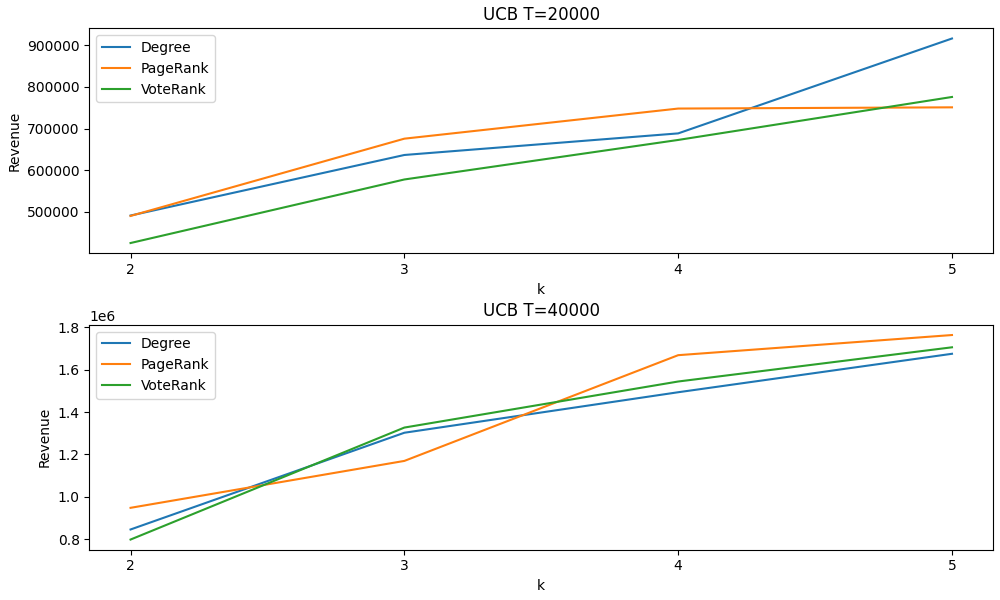 UCB T=20000
Degree
PageRank
VoteRank
Revenue
900000
800000
700000
600000
500000
2 3 4 5
k
UCB T=40000
1e6
Degree
PageRank
VoteRank
Revenue
1.8
1.6
1.4
1.2
1.0
0.8
2 3 4 5
k